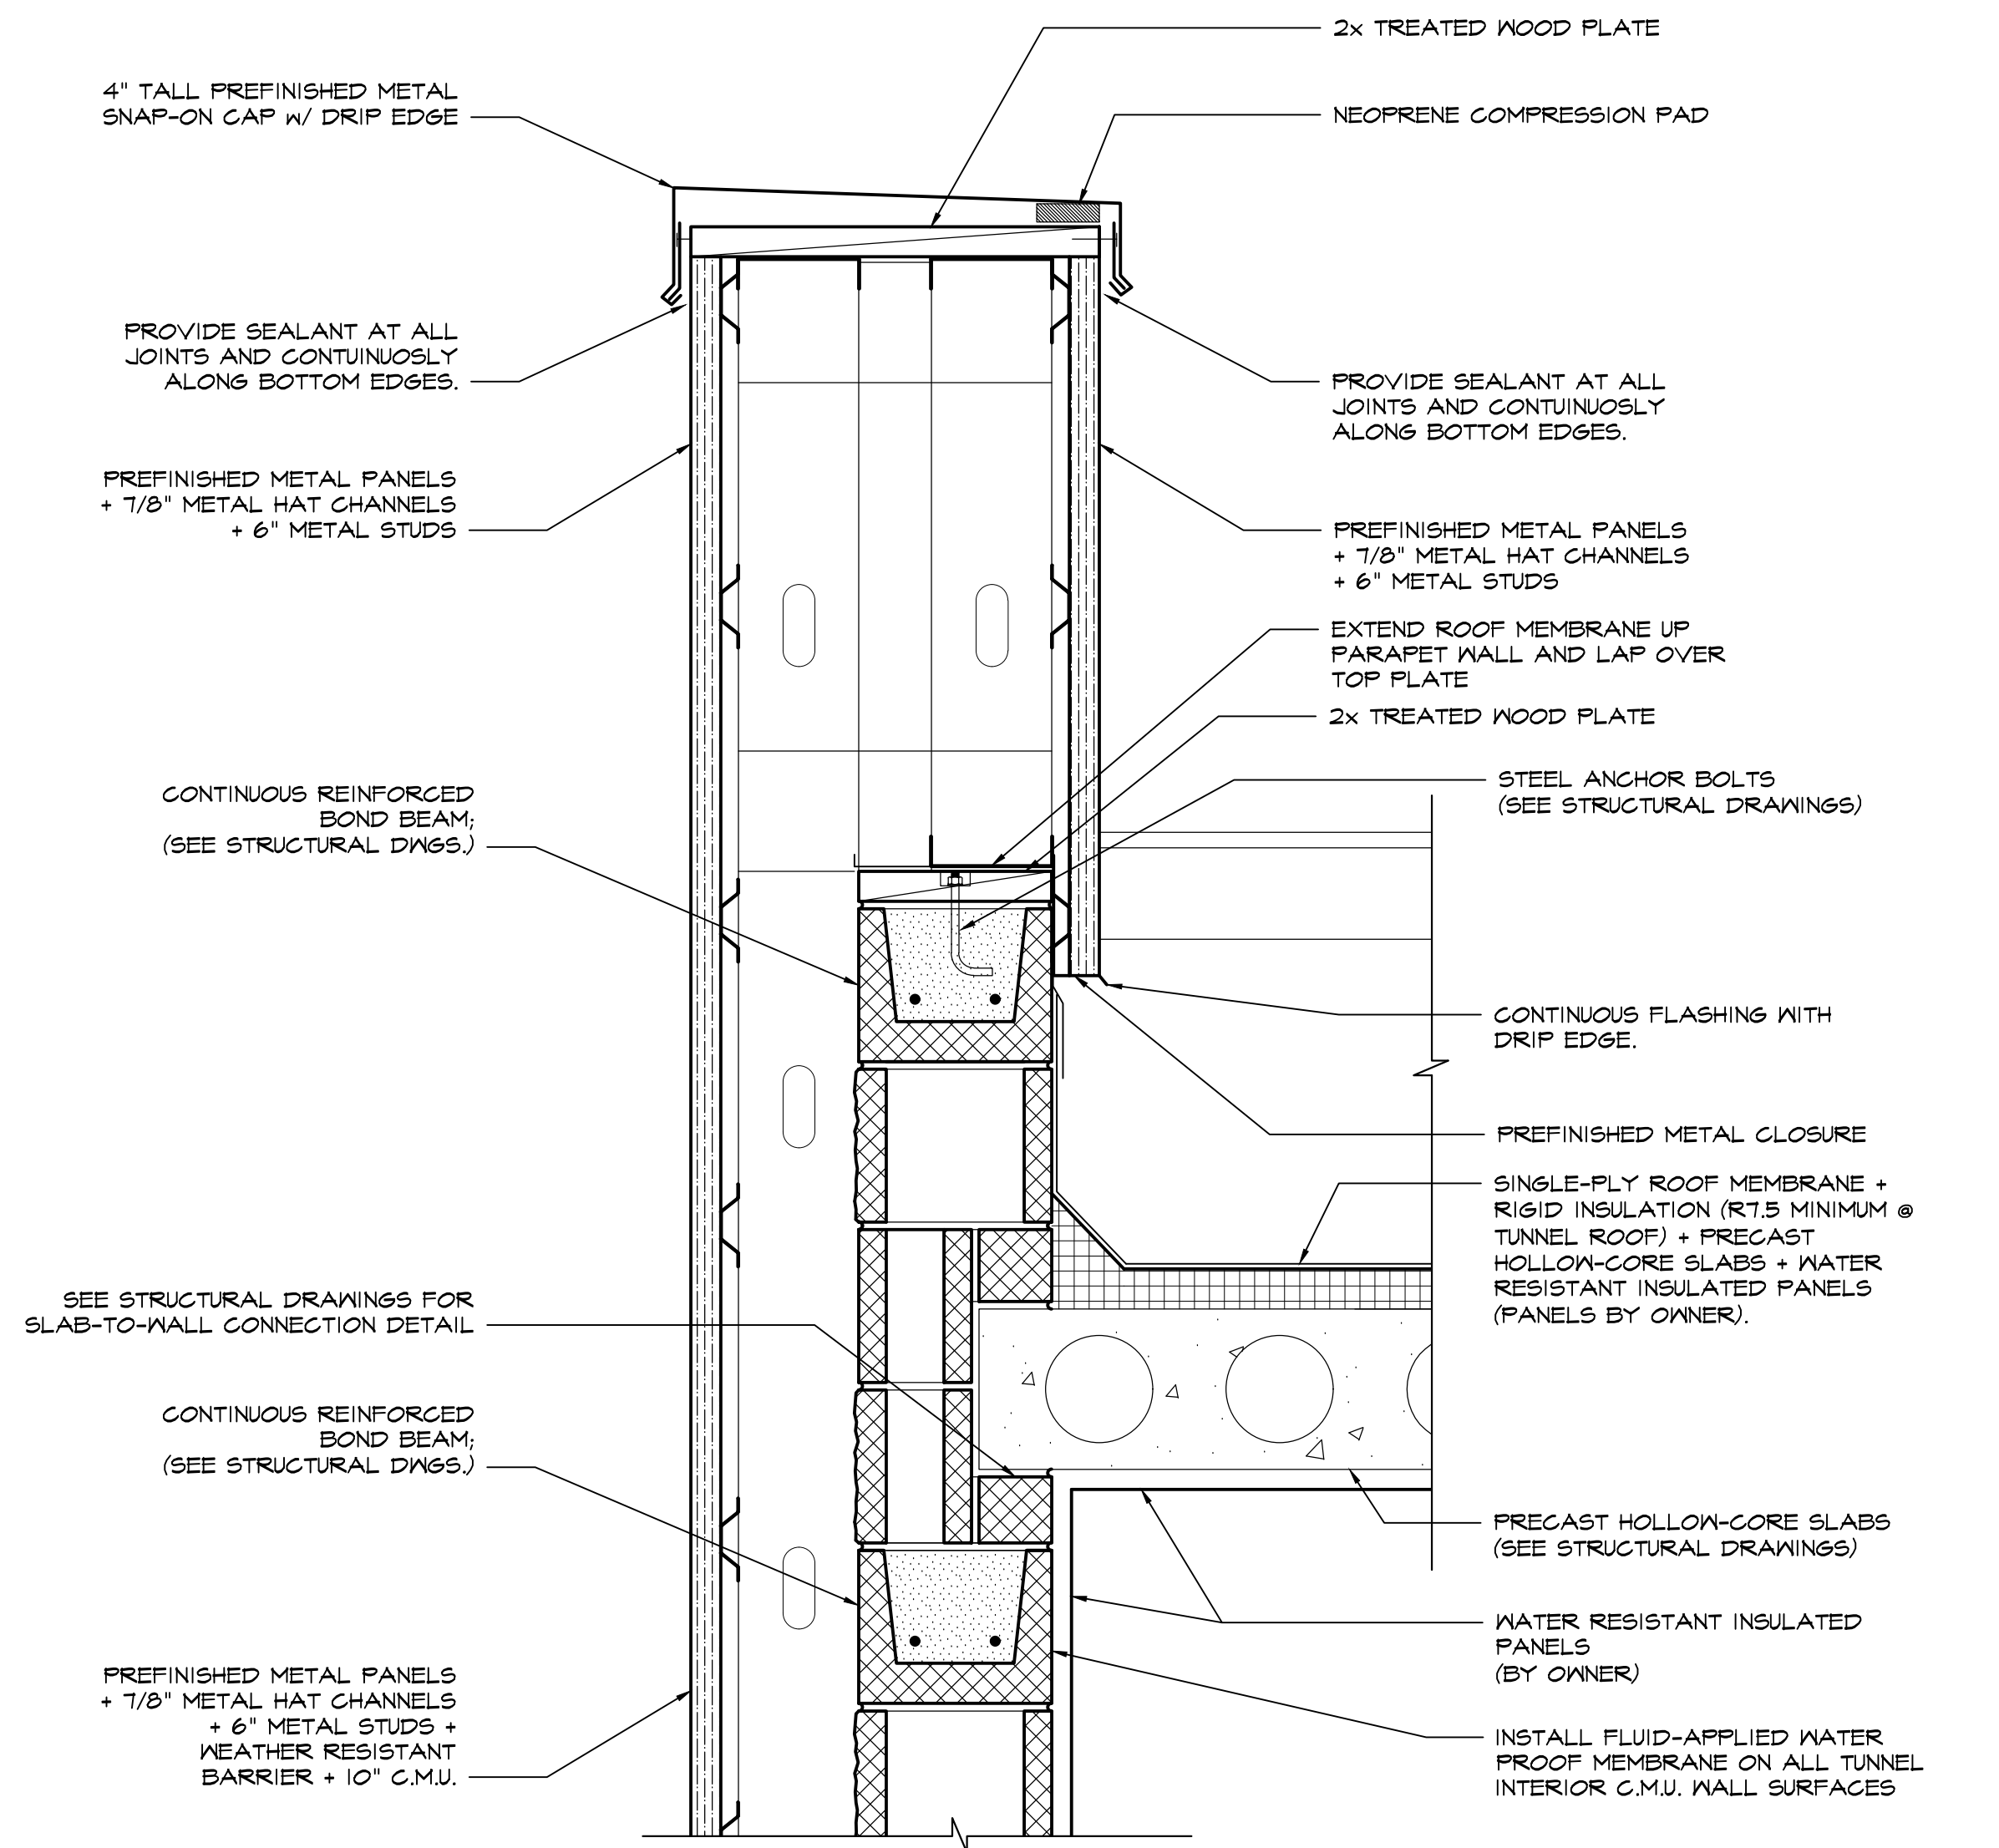 4" TALL PREFINISHED METAL
SNAP-ON CAP W/ DRIP EDGE
PROVIDE SEALANT AT ALL
JOINTS AND CONTUINUOSLY
ALONG BOTTOM EDGES.
PREFINISHED METAL PANELS
+ 7/8" METAL HAT CHANNELS
+ 6" METAL STUDS
CONTINUOUS REINFORCED
BOND BEAM;
(SEE STRUCTURAL DWGS.)
SEE STRUCTURAL DRAWINGS FOR
SLAB-TO-WALL CONNECTION DETAIL
CONTINUOUS REINFORCED
BOND BEAM;
(SEE STRUCTURAL DWGS.)
PREFINISHED METAL PANELS
+ 7/8" METAL HAT CHANNELS
+ 6" METAL STUDS +
WEATHER RESISTANT
BARRIER + 10" C.M.U.
2x TREATED WOOD PLATE
NEOPRENE COMPRESSION PAD
PROVIDE SEALANT AT ALL
JOINTS AND CONTUINUOSLY
ALONG BOTTOM EDGES.
PREFINISHED METAL PANELS
+ 7/8" METAL HAT CHANNELS
+ 6" METAL STUDS
EXTEND ROOF MEMBRANE UP
PARAPET WALL AND LAP OVER
TOP PLATE
2x TREATED WOOD PLATE
STEEL ANCHOR BOLTS
(SEE STRUCTURAL DRAWINGS)
CONTINUOUS FLASHING WITH
DRIP EDGE.
PREFINISHED METAL CLOSURE
SINGLE-PLY ROOF MEMBRANE +
RIGID INSULATION (R7.5 MINIMUM @
TUNNEL ROOF) + PRECAST
HOLLOW-CORE SLABS + WATER
RESISTANT INSULATED PANELS
(PANELS BY OWNER).
PRECAST HOLLOW-CORE SLABS
(SEE STRUCTURAL DRAWINGS)
WATER RESISTANT INSULATED
PANELS
(BY OWNER)
INSTALL FLUID-APPLIED WATER
PROOF MEMBRANE ON ALL TUNNEL
INTERIOR C.M.U. WALL SURFACES